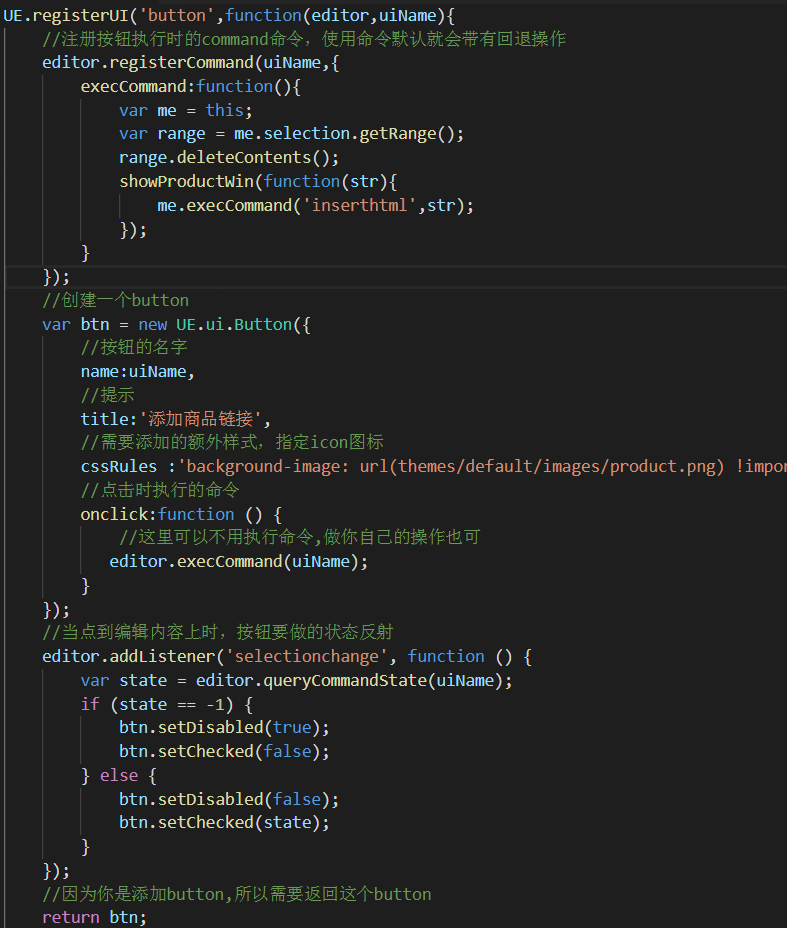 UE.registerUI('button',function(editor,uiName){
//注册按钮执行时的command命令，使用命令默认就会带有回退操作
editor.registerCommand(uiName,{
execCommand:function(){
var me = this;
var range = me.selection.getRange();
range.deleteContents();
showProductWin(function(str){
me.execCommand('inserthtml',str);
});
}
});
//创建一个button
var btn = new UE.ui.Button({
//按钮的名字
name:uiName,
//提示
title:'添加商品链接',
//需要添加的额外样式，指定icon图标
cssRules :'background-image: url(themes/default/images/product.png) !impor
//点击时执行的命令
onclick:function () {
//这里可以不用执行命令,做你自己的操作也可
editor.execCommand(uiName);
}
});
//当点到编辑内容上时，按钮要做的状态反射
editor.addListener('selectionchange', function () {
var state = editor.queryCommandState(uiName);
if (state == -1) {
btn.setDisabled(true);
btn.setChecked(false);
} else {
btn.setDisabled(false);
btn.setChecked(state);
}
});
//因为你是添加button,所以需要返回这个button
return btn;